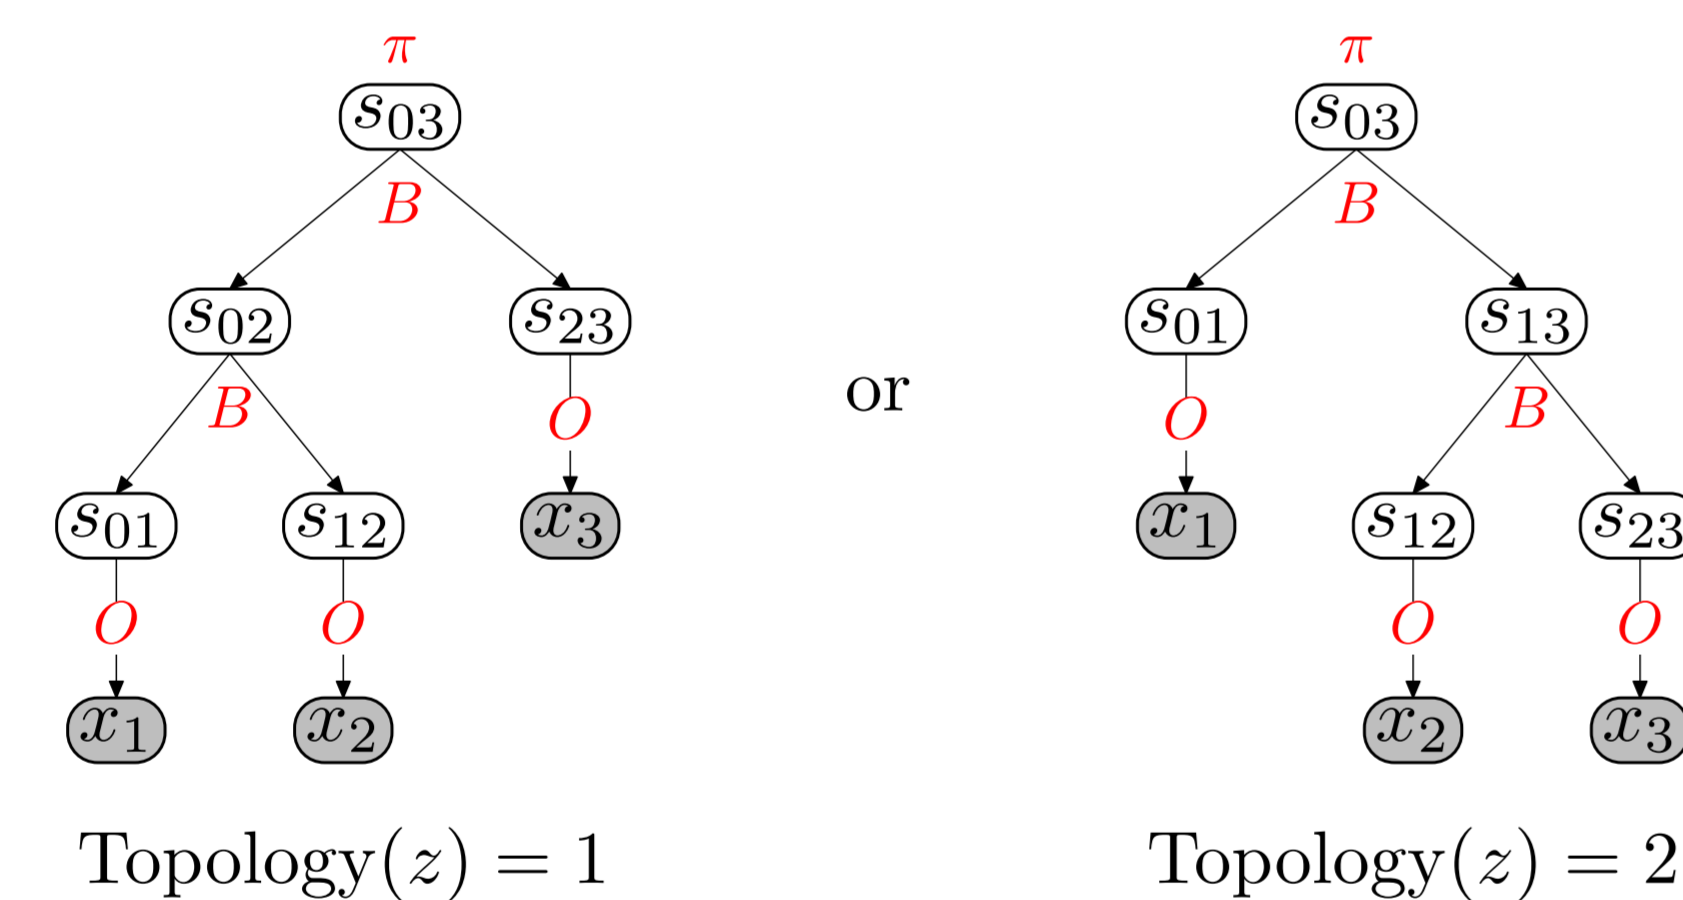 π π
s03 s03
B B
s02 s23 or s01 s13
B O O B
s01 s12 x3 x1 s12 s23
O O O O
x1 x2 x2 x3
Topology(z) = 1 Topology(z) = 2